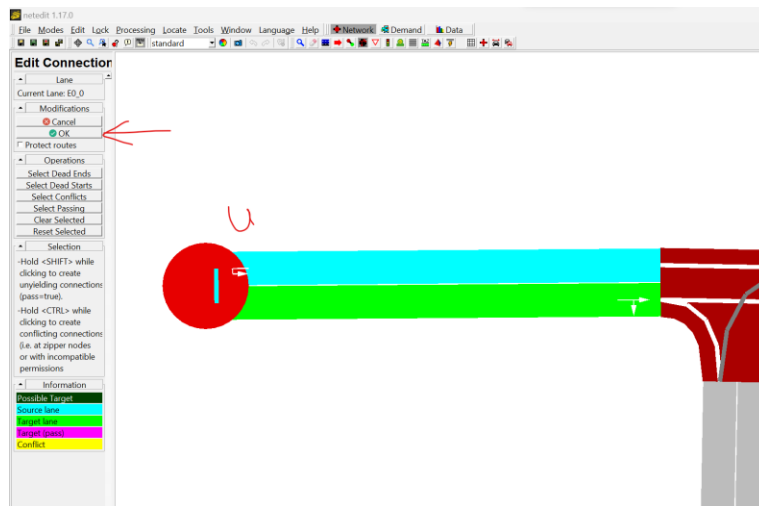 netedit 1.17.0
File Modes Edit Lock Processing Locate Tools Window Language Help Network Demand Data
standard
Edit Connection
Lane
Current Lane: E0_0
Modifications
Cancel
OK
Protect routes
Operations
Select Dead Ends
Select Dead Starts
Select Conflicts
Select Passing
Clear Selected
Reset Selected
Selection
-Hold <SHIFT> while
clicking to create
unyielding connections
(pass=true).
-Hold <CTRL> while
clicking to create
conflicting connections
(i.e. at zipper nodes
or with incompatible
permissions
Information
Possible Target
Source lane
Target lane
Target (pass)
Conflict
u